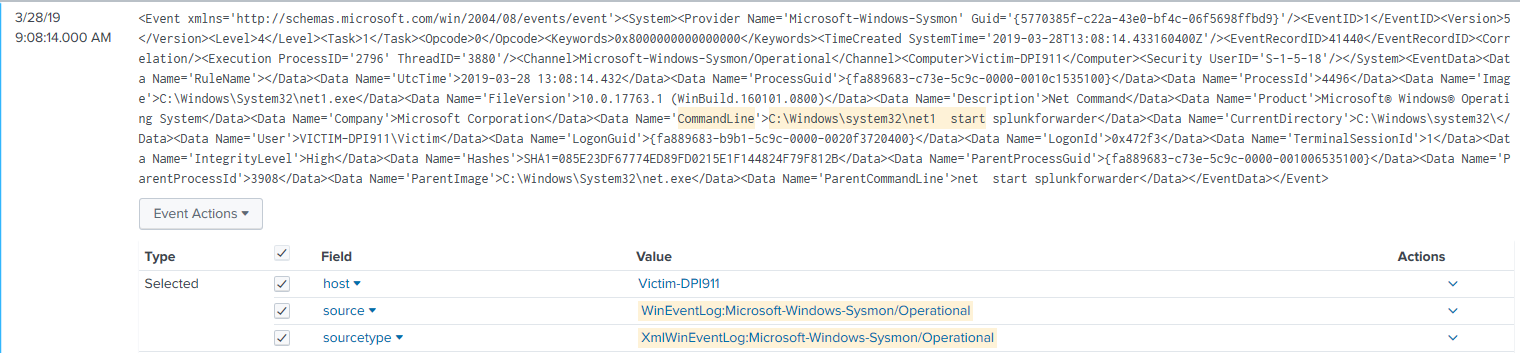 3/28/19
9:08:14.000 AM
<Event xmlns='http://schemas.microsoft.com/win/2004/08/events/event'><System><Provider Name='Microsoft-Windows-Sysmon' Guid='{5770385f-c22a-43e0-bf4c-06f5698ffbd9}'/><EventID>1</EventID><Version>5
</Version><Level>4</Level><Task>1</Task><Opcode>0</Opcode><Keywords>0x8000000000000000</Keywords><TimeCreated SystemTime='2019-03-28T13:08:14.433160400Z'/><EventRecordID>41440</EventRecordID><Corr
elation/><Execution ProcessID='2796' ThreadID='3880'/><Channel>Microsoft-Windows-Sysmon/Operational</Channel><Computer>Victim-DPI911</Computer><Security UserID='S-1-5-18'/></System><EventData><Dat
a Name='RuleName'></Data><Data Name='UtcTime'>2019-03-28 13:08:14.432</Data><Data Name='ProcessGuid'>{fa889683-c73e-5c9c-0000-0010c1535100}</Data><Data Name='ProcessId'>4496</Data><Data Name='Imag
e'>C:\Windows\System32\net1.exe</Data><Data Name='FileVersion'>10.0.17763.1 (WinBuild.160101.0800)</Data><Data Name='Description'>Net Command</Data><Data Name='Product'>Microsoft® Windows® Operati
ng System</Data><Data Name='Company'>Microsoft Corporation</Data><Data Name='CommandLine'>C:\Windows\system32\net1  start splunkforwarder</Data><Data Name='CurrentDirectory'>C:\Windows\system32\</
Data><Data Name='User'>VICTIM-DPI911\Victim</Data><Data Name='LogonGuid'>{fa889683-b9b1-5c9c-0000-0020f3720400}</Data><Data Name='LogonId'>0x472f3</Data><Data Name='TerminalSessionId'>1</Data><Dat
a Name='IntegrityLevel'>High</Data><Data Name='Hashes'>SHA1=085E23DF67774ED89FD0215E1F144824F79F812B</Data><Data Name='ParentProcessGuid'>{fa889683-c73e-5c9c-0000-001006535100}</Data><Data Name='P
arentProcessId'>3908</Data><Data Name='ParentImage'>C:\Windows\System32\net.exe</Data><Data Name='ParentCommandLine'>net  start splunkforwarder</Data></EventData></Event>
Event Actions
Type Field Value Actions
Selected host Victim-DPI911
source WinEventLog:Microsoft-Windows-Sysmon/Operational
sourcetype XmlWinEventLog:Microsoft-Windows-Sysmon/Operational